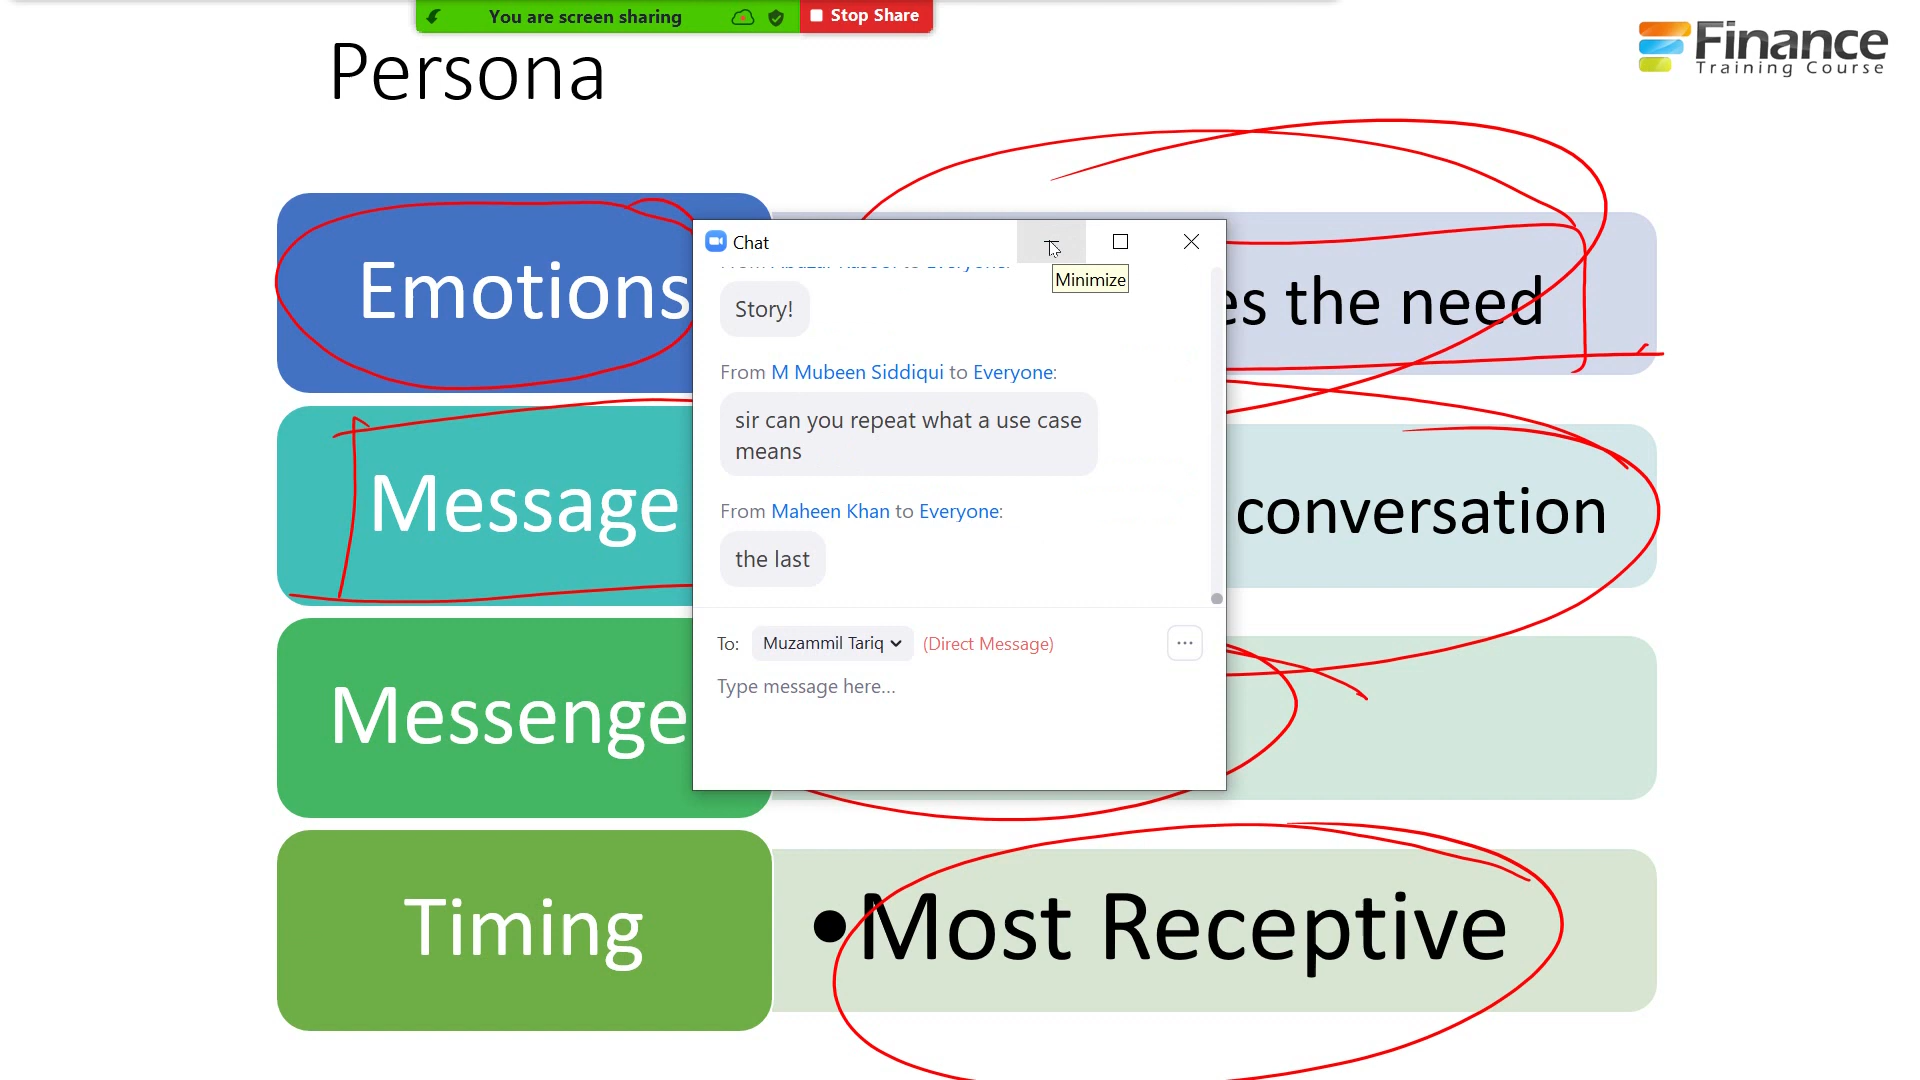 You are screen sharing
Stop Share
Finance
Training Course
Persona
Emotions
es the need
Message
conversation
Messenge
Timing
•Most Receptive
Chat
Minimize
Story!
From M Mubeen Siddiqui to Everyone:
sir can you repeat what a use case
means
From Maheen Khan to Everyone:
the last
To: Muzammil Tariq (Direct Message)
Type message here...